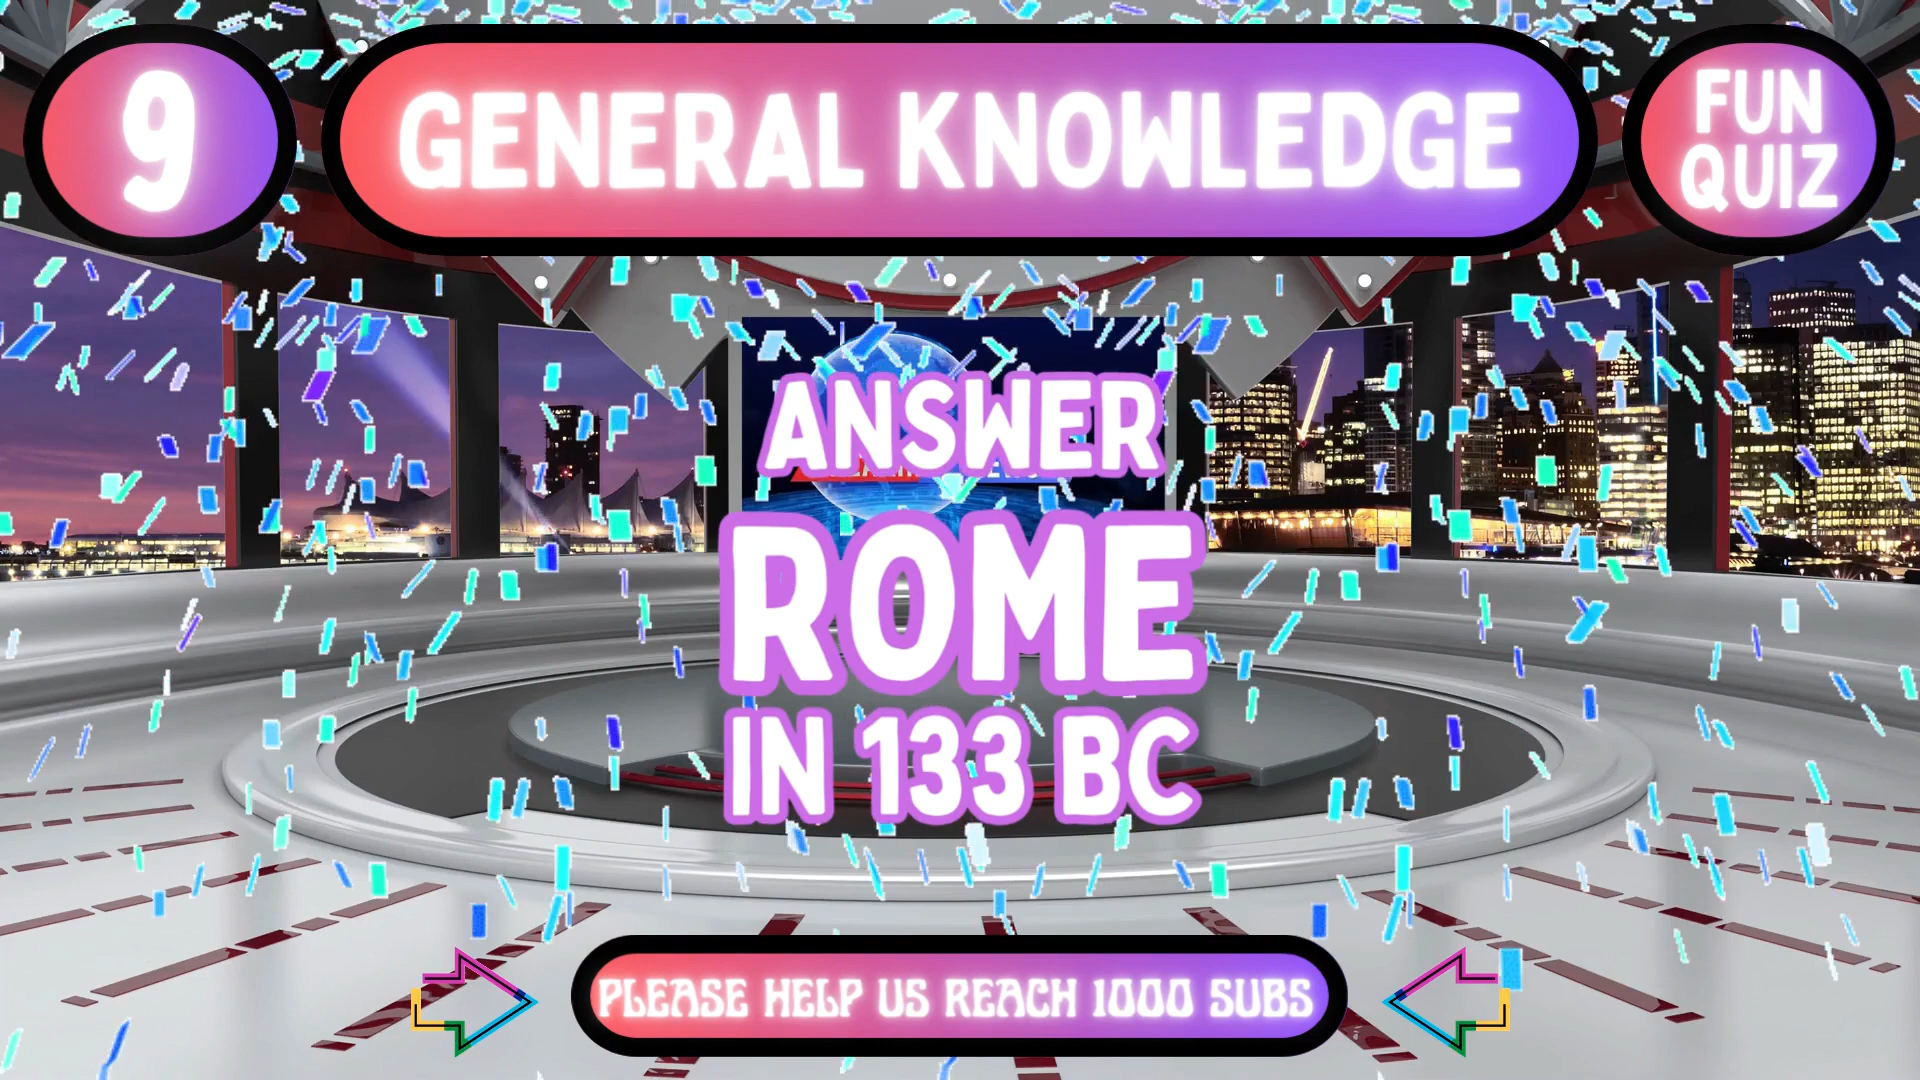 9
GENERAL KNOWLEDGE
FUN
QUIZ
ANSWER
ROME
IN 133 BC
PLEASE HELP US REACH 1000 SUBS